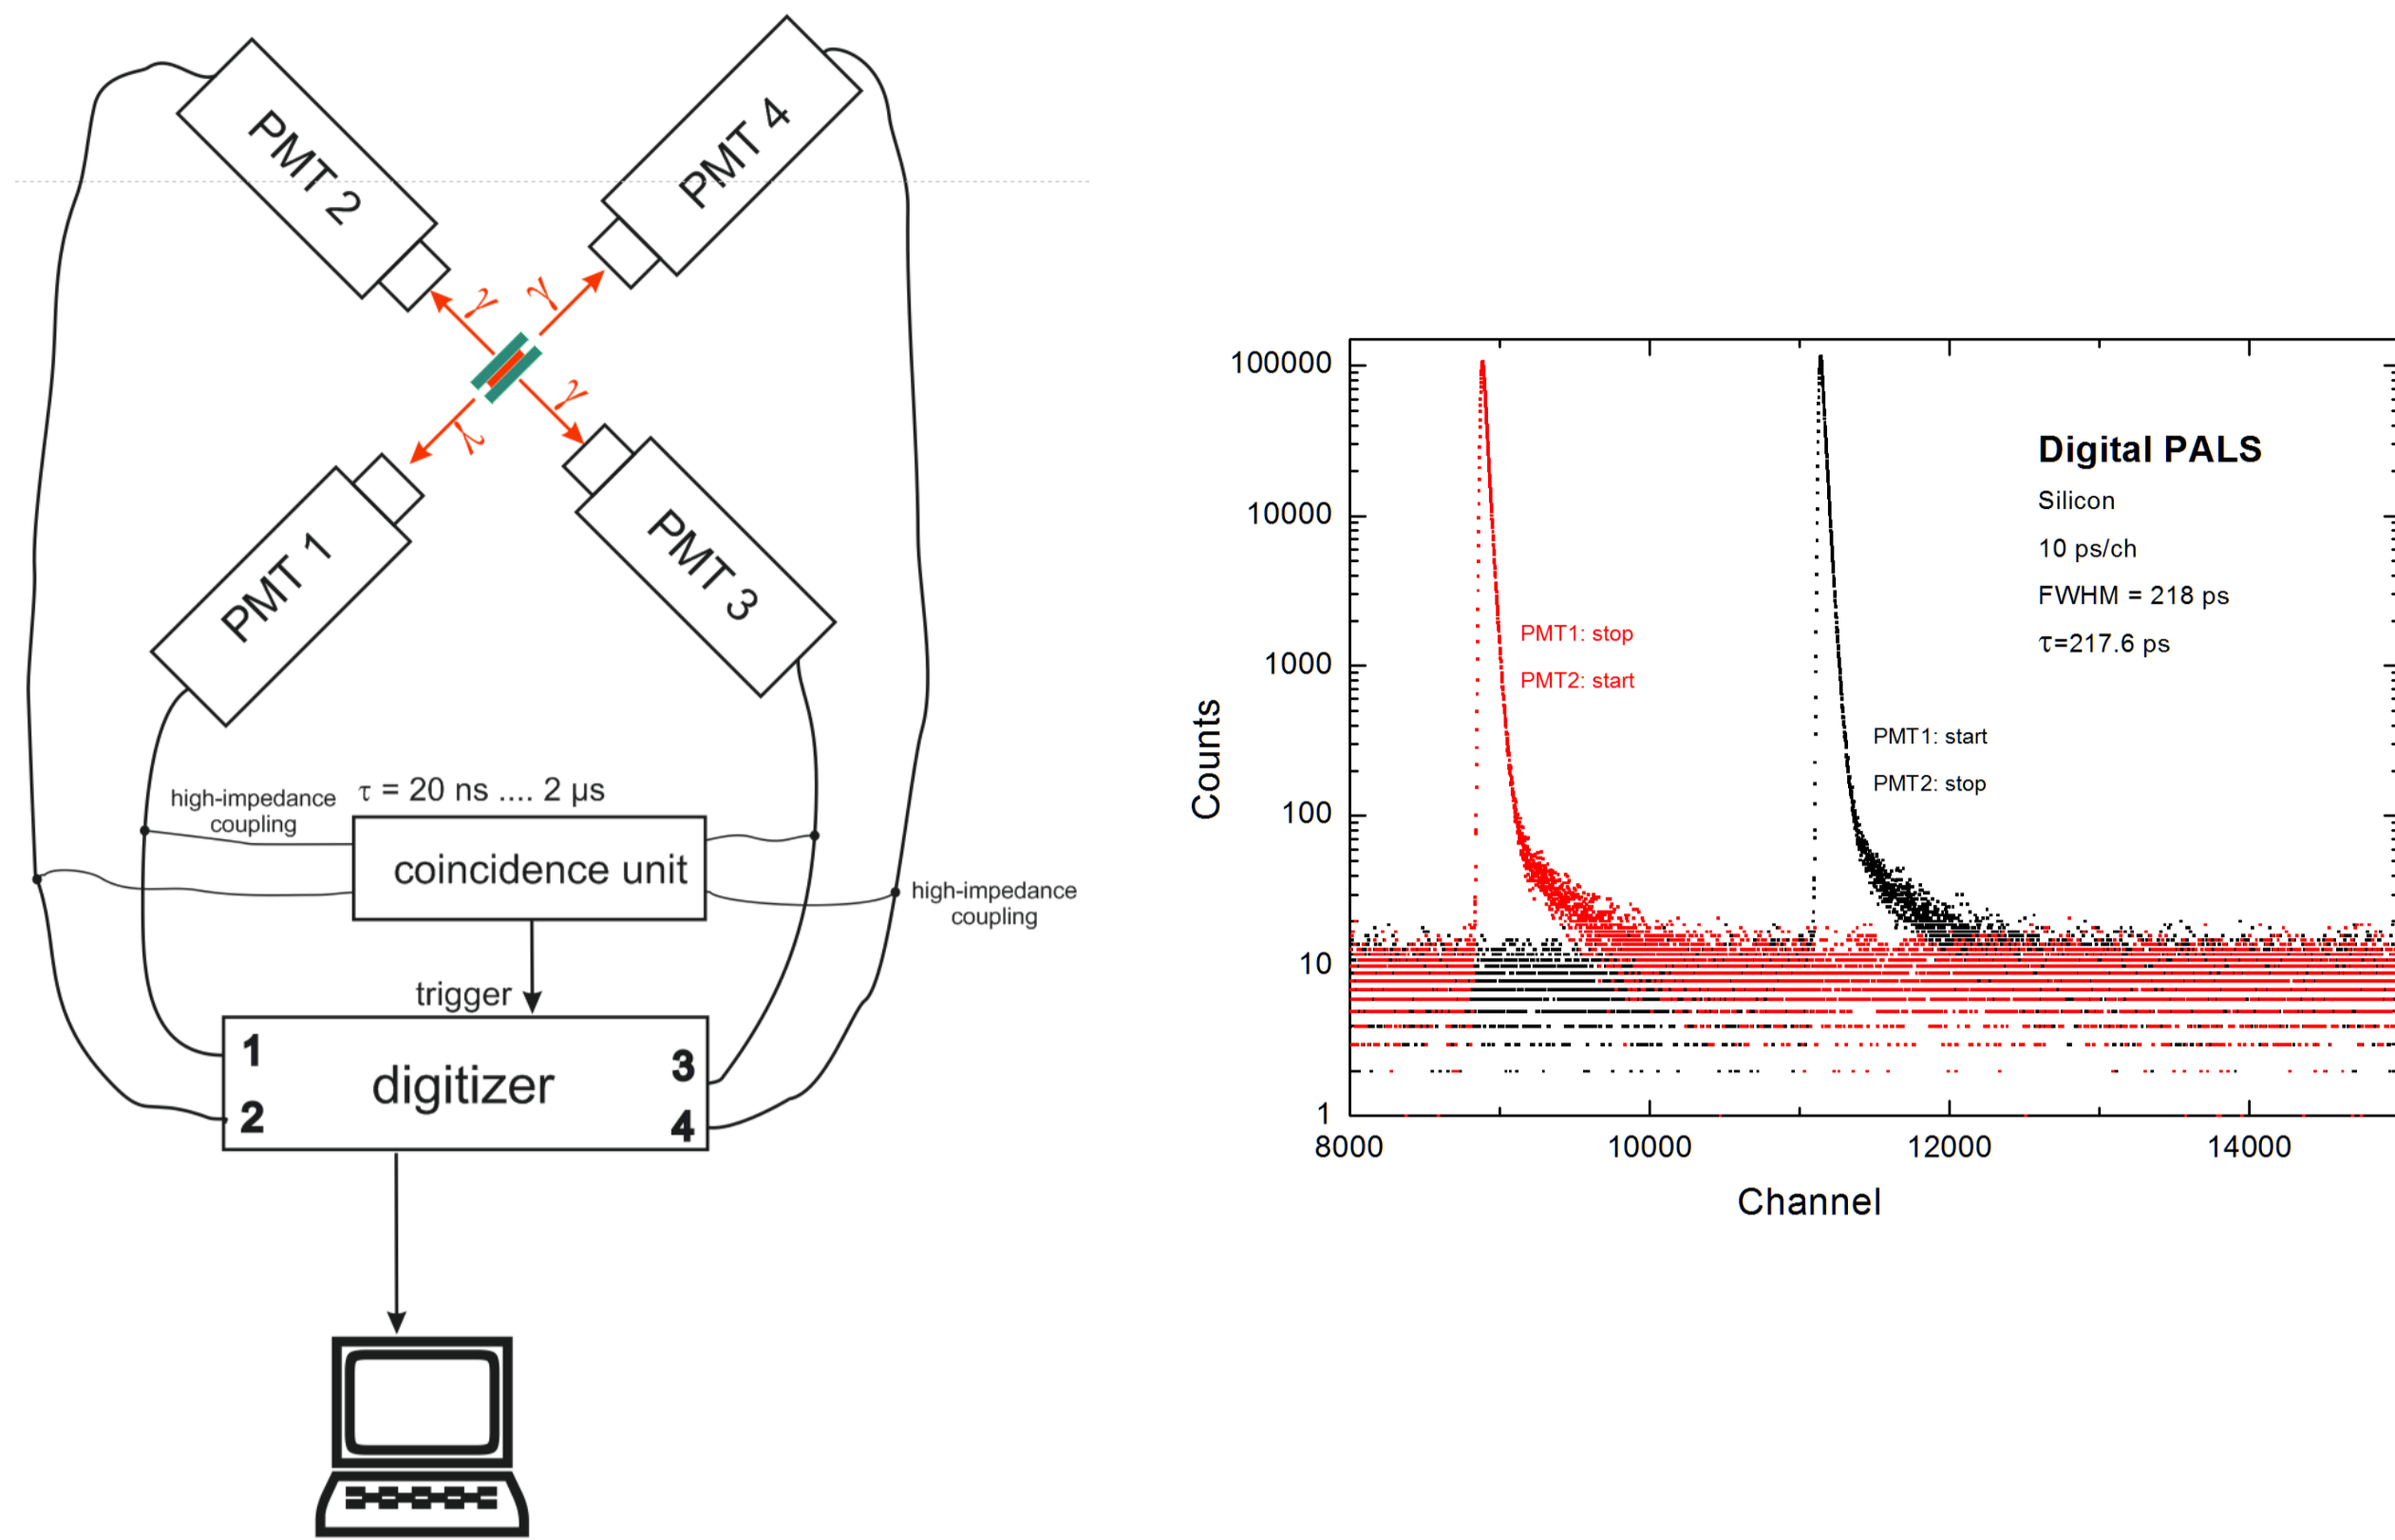 PMT 2
PMT 4
γ
γ
γ
γ
PMT 1
PMT 3
high-impedance
coupling
τ = 20 ns .... 2 μs
coincidence unit
high-impedance
coupling
trigger
1
2
digitizer
3
4
Counts
100000
10000
1000
100
10
1
8000
10000
12000
14000
Channel
Digital PALS
Silicon
10 ps/ch
FWHM = 218 ps
τ=217.6 ps
PMT1: stop
PMT2: start
PMT1: start
PMT2: stop